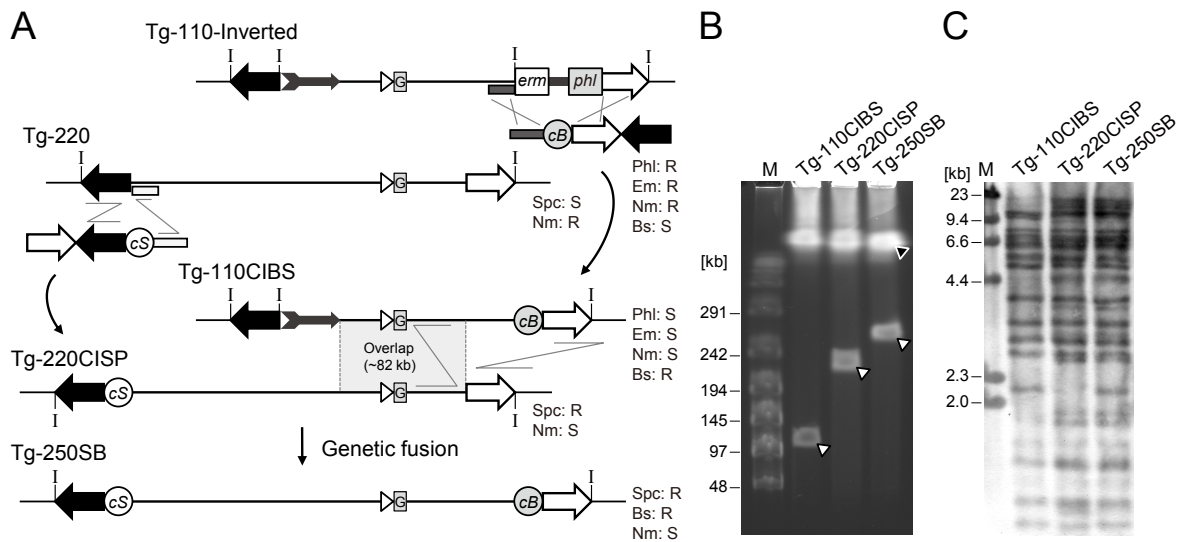 A
Tg-110-Inverted
I
I
I
I
G
erm
phl
cB
Tg-220
I
I
G
Spc: S
Nm: R
Phl: R
Em: R
Nm: R
Bs: S
cS
Tg-110CIBS
I
I
I
G
cB
Overlap
(~82 kb)
Phl: S
Em: S
Nm: S
Bs: R
Tg-220CISP
cS
G
I
I
Spc: R
Nm: S
Genetic fusion
Tg-250SB
I
I
cS
G
cB
Spc: R
Bs: R
Nm: S
B
M
Tg-110CIBS
Tg-220CISP
Tg-250SB
[kb]
291
242
194
145
97
48
C
M
Tg-110CIBS
Tg-220CISP
Tg-250SB
[kb]
23
9.4
6.6
4.4
2.3
2.0